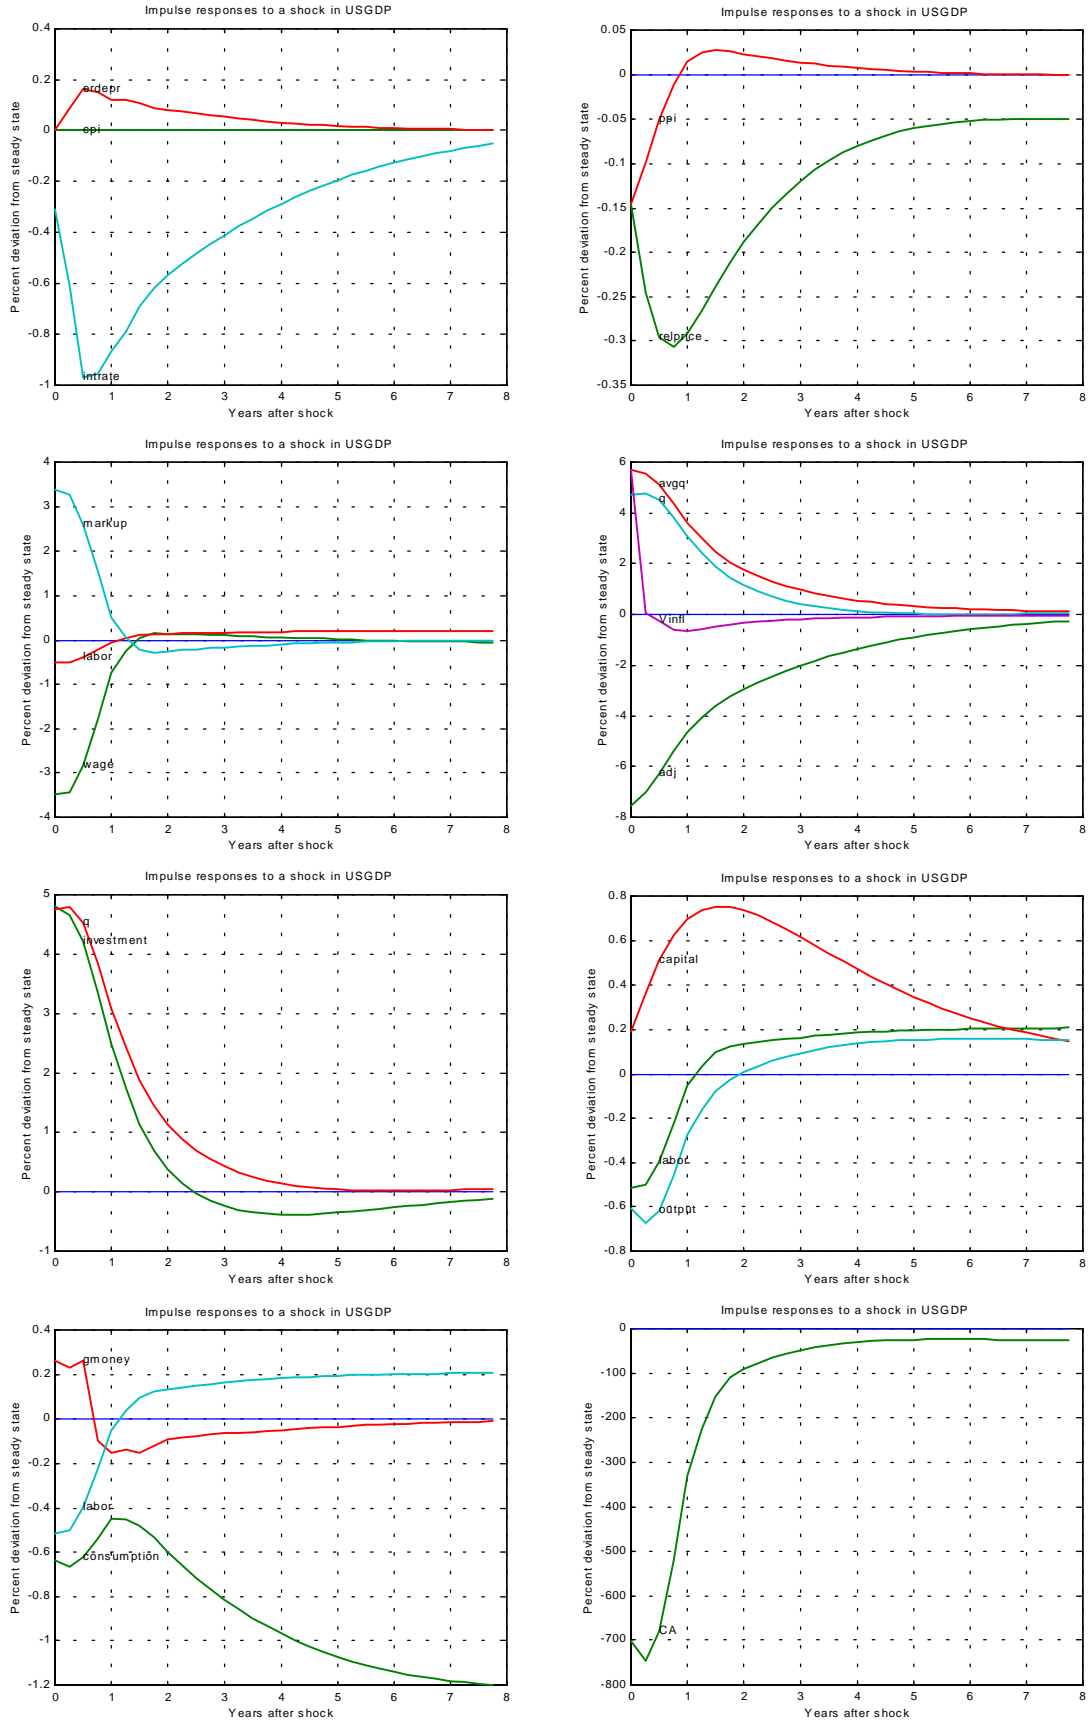 Impulse responses to a shock in USGDP
Percent deviation from steady state
0.4
0.2
0
-0.2
-0.4
-0.6
-0.8
-1
erdepr
cpi
intrate
0 1 2 3 4 5 6 7 8
Years after shock
Impulse responses to a shock in USGDP
Percent deviation from steady state
0.05
0
-0.05
-0.1
-0.15
-0.2
-0.25
-0.3
-0.35
ppi
relprice
0 1 2 3 4 5 6 7 8
Years after shock
Impulse responses to a shock in USGDP
Percent deviation from steady state
4
3
2
1
0
-1
-2
-3
-4
markup
labor
wage
0 1 2 3 4 5 6 7 8
Years after shock
Impulse responses to a shock in USGDP
Percent deviation from steady state
6
4
2
0
-2
-4
-6
-8
avgq
q
Vinfl
adj
0 1 2 3 4 5 6 7 8
Years after shock
Impulse responses to a shock in USGDP
Percent deviation from steady state
5
4
3
2
1
0
-1
q
investment
0 1 2 3 4 5 6 7 8
Years after shock
Impulse responses to a shock in USGDP
Percent deviation from steady state
0.8
0.6
0.4
0.2
0
-0.2
-0.4
-0.6
-0.8
capital
labor
output
0 1 2 3 4 5 6 7 8
Years after shock
Impulse responses to a shock in USGDP
Percent deviation from steady state
0.4
0.2
0
-0.2
-0.4
-0.6
-0.8
-1
-1.2
gmoney
labor
consumption
0 1 2 3 4 5 6 7 8
Years after shock
Impulse responses to a shock in USGDP
Percent deviation from steady state
0
-100
-200
-300
-400
-500
-600
-700
-800
CA
0 1 2 3 4 5 6 7 8
Years after shock